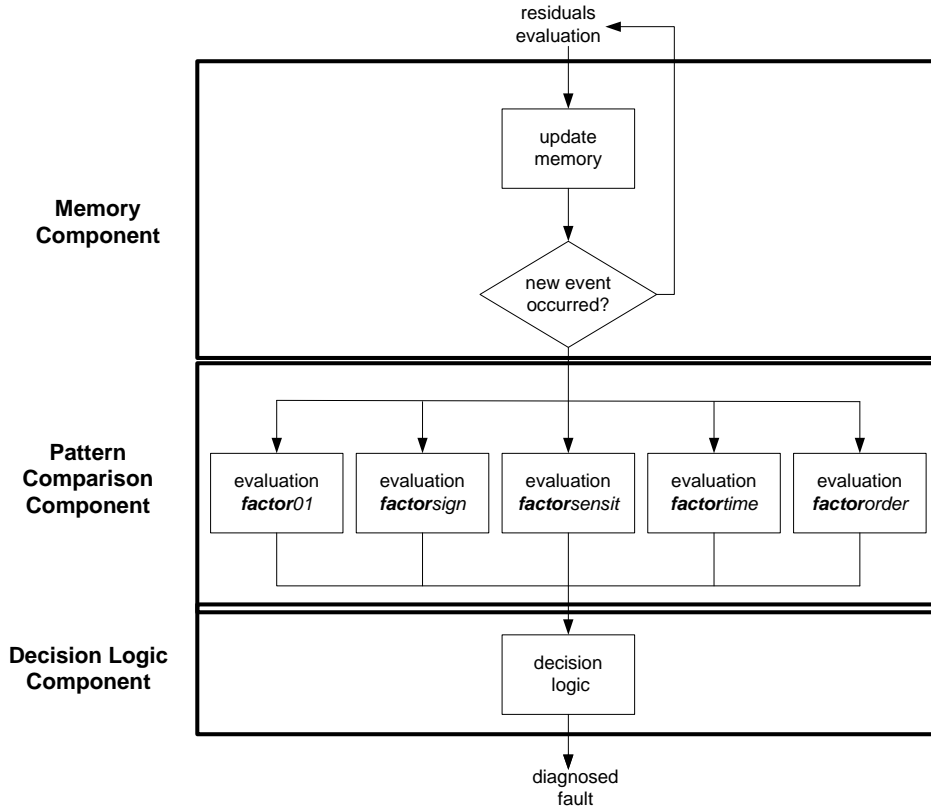 residuals
evaluation
update
memory
Memory
Component
new event
occurred?
Pattern
Comparison
Component
evaluation
factor01
evaluation
factorsign
evaluation
factorsensit
evaluation
factortime
evaluation
factororder
Decision Logic
Component
decision
logic
diagnosed
fault